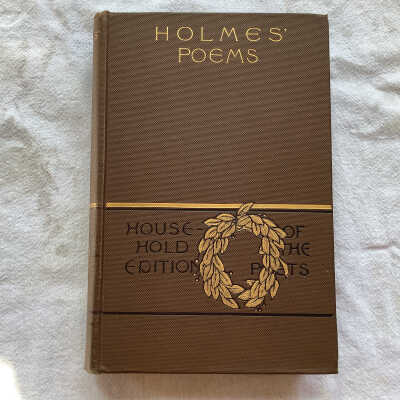 HOLMES'
POEMS
HOUSE-
HOLD
EDITION
OF
THE
POETS